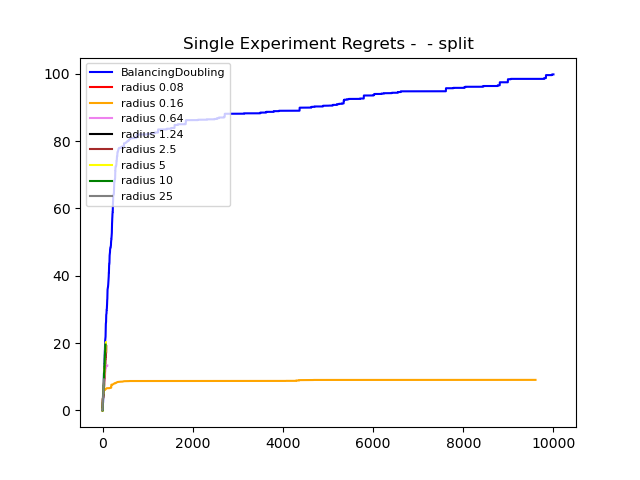 Single Experiment Regrets -  - split
100
80
60
40
20
0
BalancingDoubling
radius 0.08
radius 0.16
radius 0.64
radius 1.24
radius 2.5
radius 5
radius 10
radius 25
0 2000 4000 6000 8000 10000